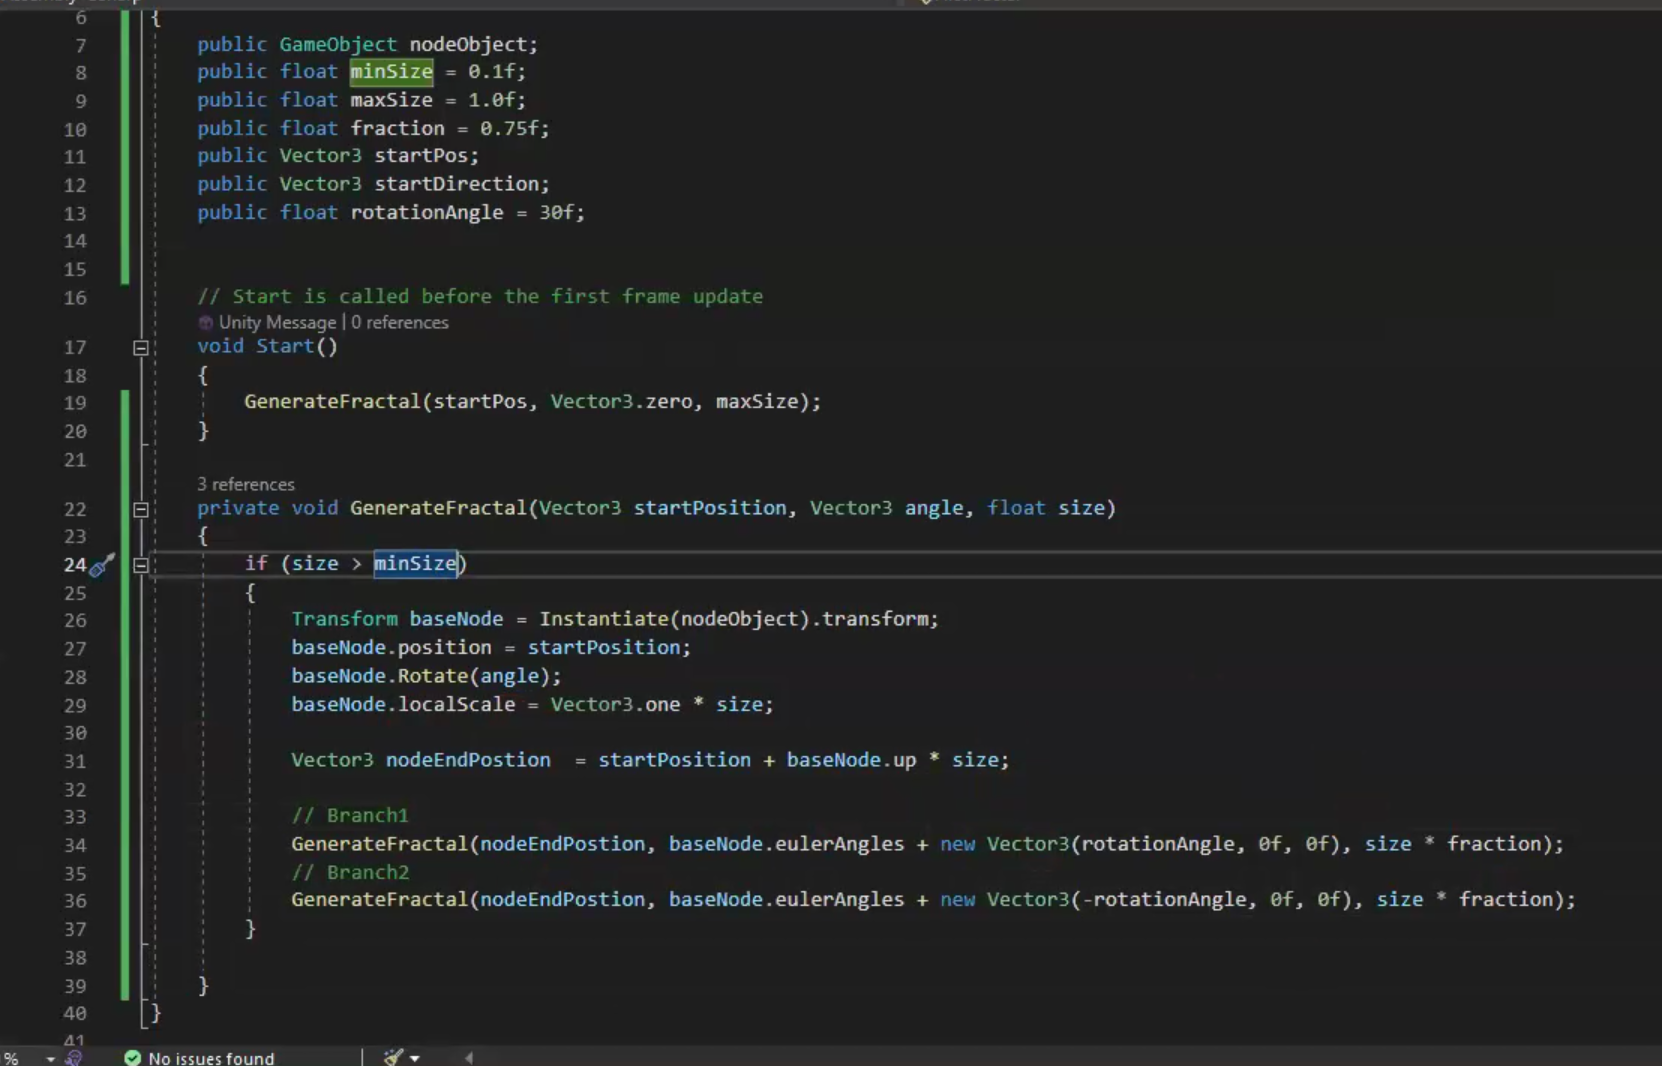 6 {
7 public GameObject nodeObject;
8 public float minSize = 0.1f;
9 public float maxSize = 1.0f;
10 public float fraction = 0.75f;
11 public Vector3 startPos;
12 public Vector3 startDirection;
13 public float rotationAngle = 30f;
14
15
16 // Start is called before the first frame update
Unity Message | 0 references
17 void Start()
18 {
19 GenerateFractal(startPos, Vector3.zero, maxSize);
20 }
21
3 references
22 private void GenerateFractal(Vector3 startPosition, Vector3 angle, float size)
23 {
24 if (size > minSize)
25 {
26 Transform baseNode = Instantiate(nodeObject).transform;
27 baseNode.position = startPosition;
28 baseNode.Rotate(angle);
29 baseNode.localScale = Vector3.one * size;
30
31 Vector3 nodeEndPostion = startPosition + baseNode.up * size;
32
33 // Branch1
34 GenerateFractal(nodeEndPostion, baseNode.eulerAngles + new Vector3(rotationAngle, 0f, 0f), size * fraction);
35 // Branch2
36 GenerateFractal(nodeEndPostion, baseNode.eulerAngles + new Vector3(-rotationAngle, 0f, 0f), size * fraction);
37 }
38
39 }
40 }
41
% No issues found